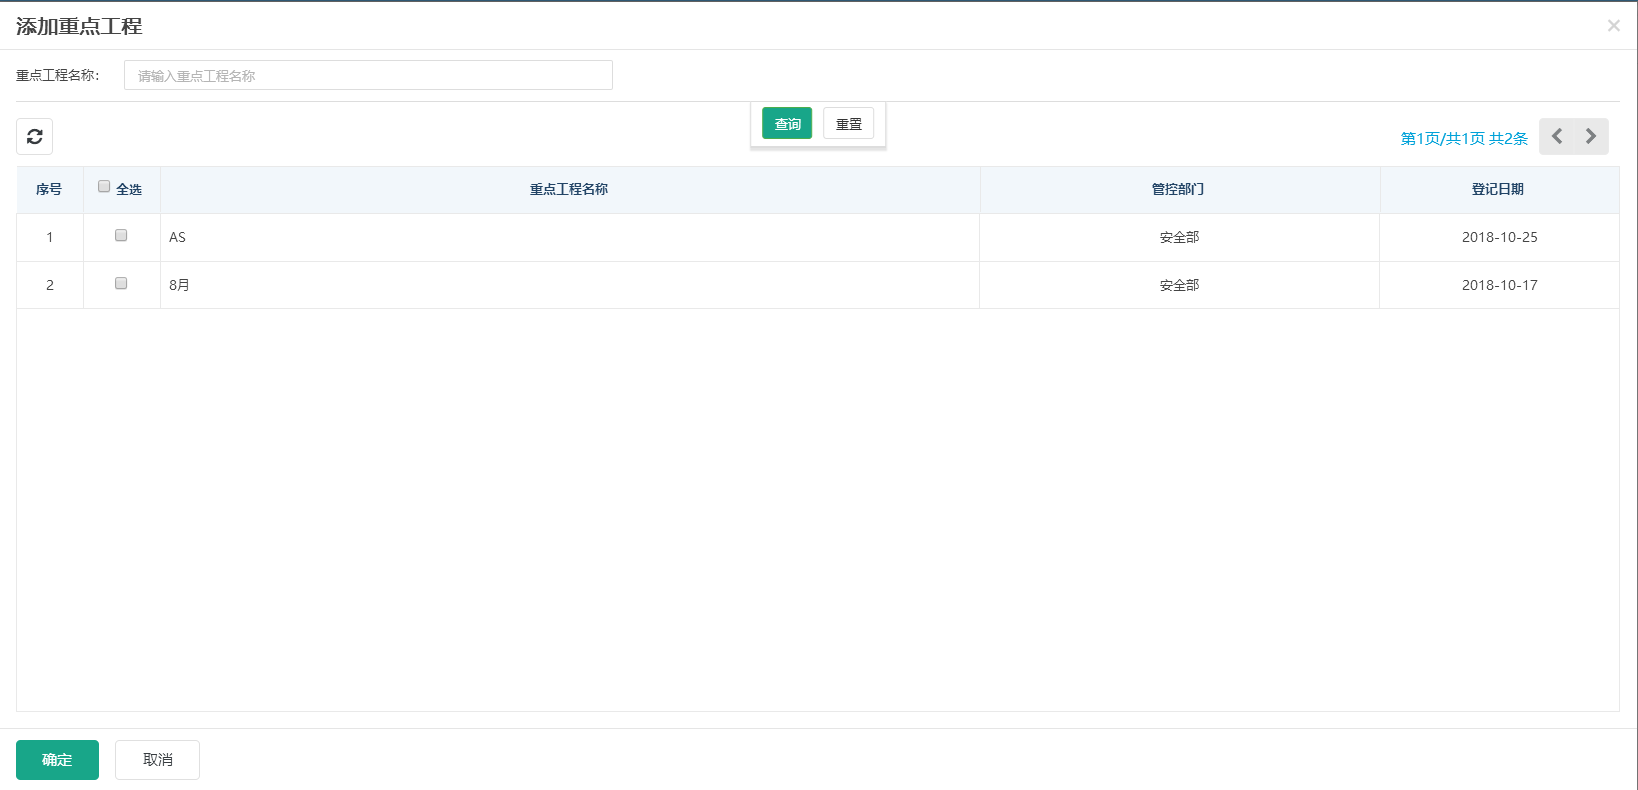 添加重点工程
重点工程名称： 请输入重点工程名称
查询 重置
第1页/共1页 共2条
序号 全选 重点工程名称 管控部门 登记日期
1 AS 安全部 2018-10-25
2 8月 安全部 2018-10-17
确定 取消